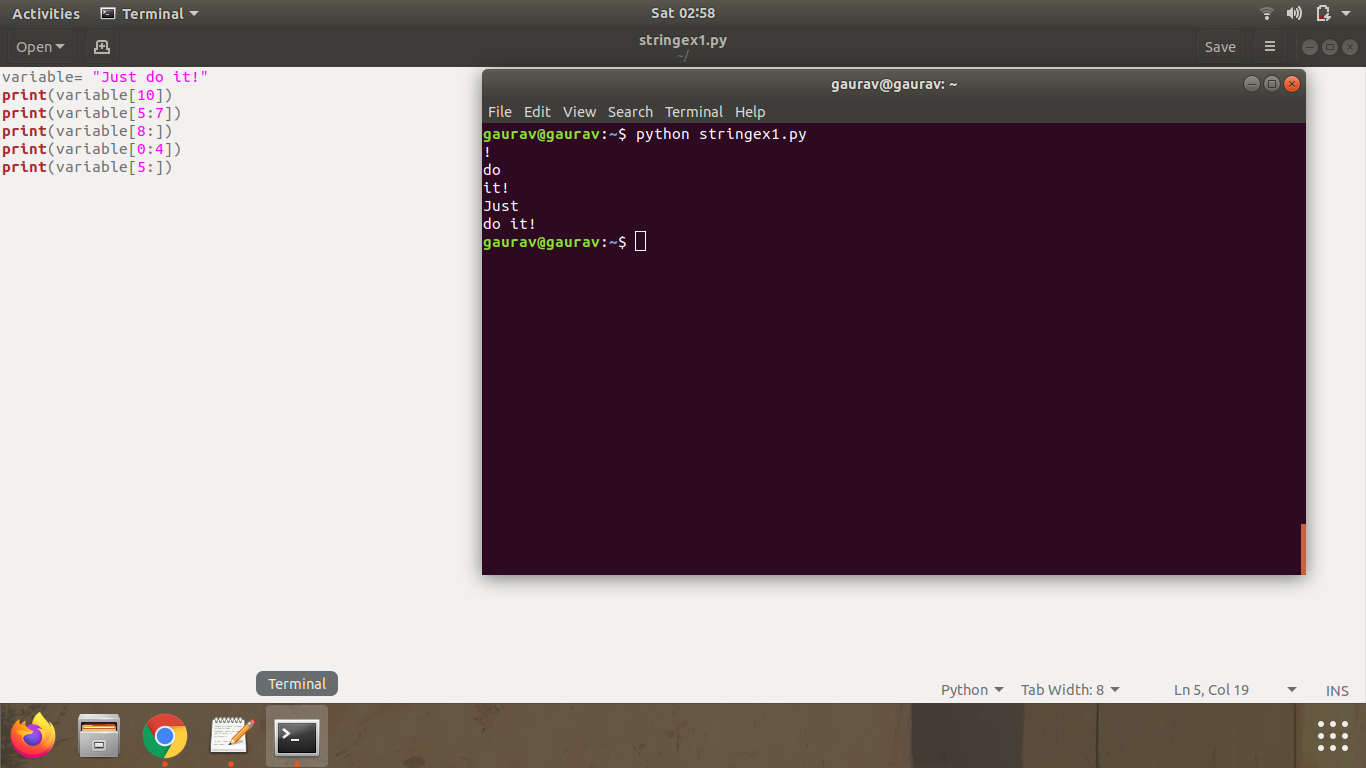 Activities Terminal Sat 02:58
Open stringex1.py Save
~/
variable= "Just do it!"
print(variable[10])
print(variable[5:7])
print(variable[8:])
print(variable[0:4])
print(variable[5:])
gaurav@gaurav: ~
File Edit View Search Terminal Help
gaurav@gaurav:~$ python stringex1.py
!
do
it!
Just
do it!
gaurav@gaurav:~$
Terminal
Python Tab Width: 8 Ln 5, Col 19 INS